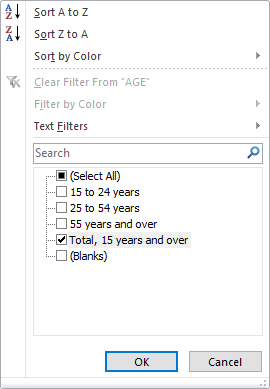 Sort A to Z
Sort Z to A
Sort by Color
Clear Filter From "AGE"
Filter by Color
Text Filters
Search
(Select All)
15 to 24 years
25 to 54 years
55 years and over
Total, 15 years and over
(Blanks)
OK
Cancel